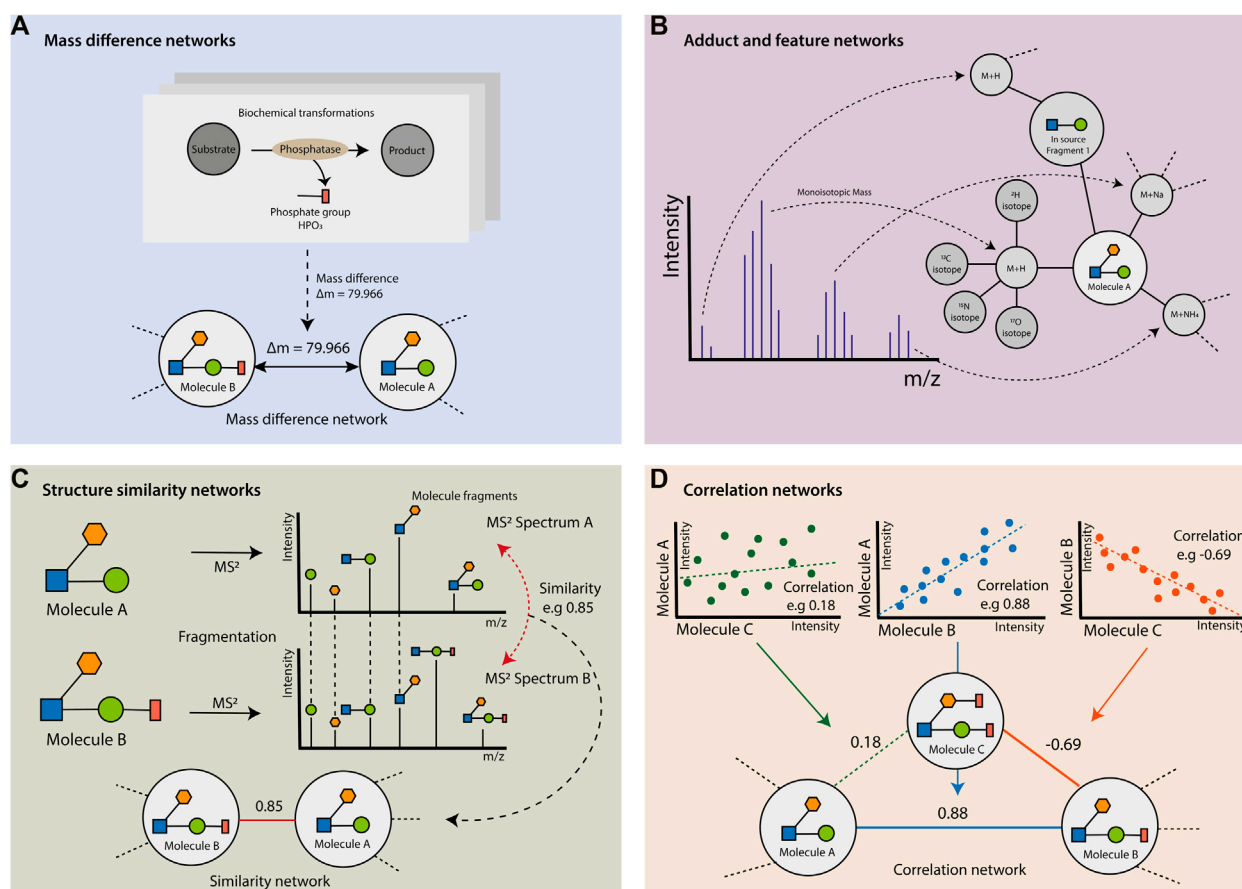 A
Mass difference networks
Biochemical transformations
Substrate
Phosphatase
Product
Phosphate group
HPO₃
Mass difference
Δm = 79.966
Δm = 79.966
Molecule B
Molecule A
Mass difference network
B
Adduct and feature networks
M+H
In source
Fragment 1
Monoisotopic Mass
Intensity
m/z
²H
isotope
¹³C
isotope
M+H
¹⁵N
isotope
¹⁷O
isotope
M+Na
Molecule A
M+NH₄
C
Structure similarity networks
Molecule A
MS²
Intensity
Molecule fragments
MS² Spectrum A
m/z
Similarity
e.g 0.85
Fragmentation
Molecule B
MS²
Intensity
MS² Spectrum B
m/z
0.85
Molecule B
Molecule A
Similarity network
D
Correlation networks
Molecule A
Intensity
Correlation
e.g 0.18
Molecule C
Intensity
Molecule A
Intensity
Correlation
e.g 0.88
Molecule B
Intensity
Molecule B
Intensity
Correlation
e.g -0.69
Molecule C
Intensity
Molecule C
0.18
-0.69
0.88
Molecule A
Molecule B
Correlation network